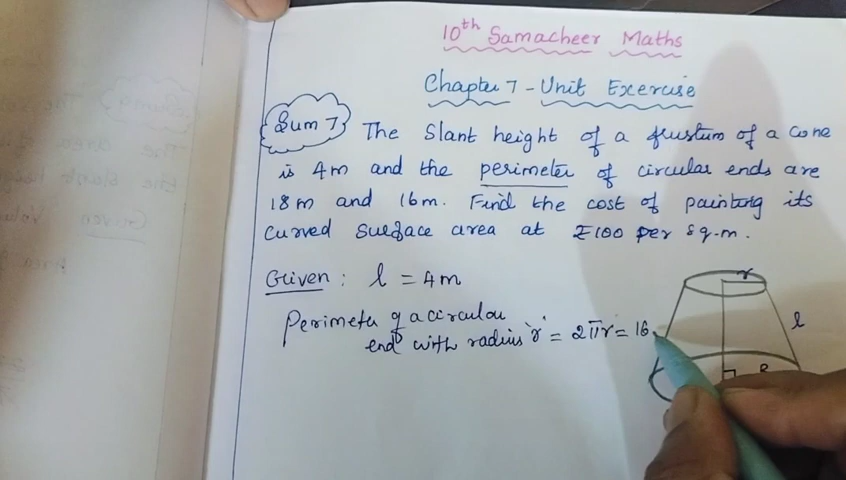 10th Samacheer Maths
Chapter 7 - Unit Exercise
Sum 7 The Slant height of a frustum of a cone
is 4m and the perimeter of circular ends are
18m and 16m. Find the cost of painting its
curved surface area at ₹100 per sq.m.
Given : l = 4m
Perimeter of a circular
end with radius 'r' = 2πr = 16
r
l
R